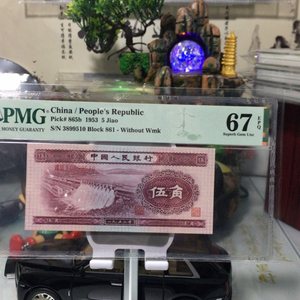 PMG
MONEY GUARANTY
China / People's Republic
Pick# 865b 1953 5 Jiao
S/N 3899510 Block 861 - Without Wmk
67 EPQ
Superb Gem Unc
中国人民银行
伍角